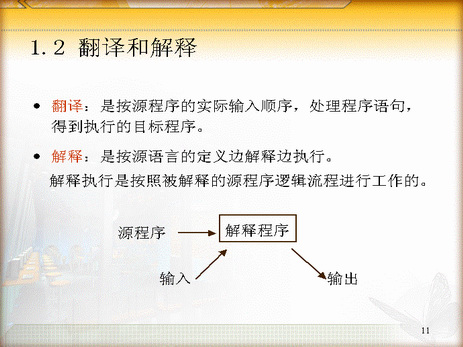 1.2 翻译和解释
• 翻译：是按源程序的实际输入顺序，处理程序语句，
得到执行的目标程序。
• 解释：是按源语言的定义边解释边执行。
解释执行是按照被解释的源程序逻辑流程进行工作的。
源程序 解释程序
输入 输出
11